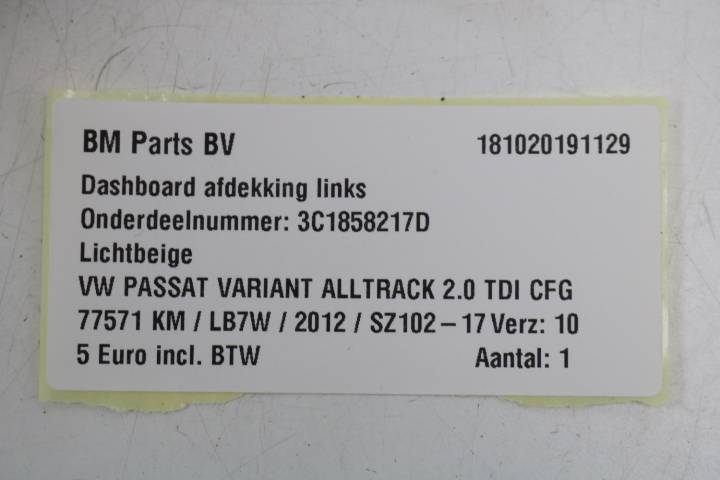 BM Parts BV 181020191129
Dashboard afdekking links
Onderdeelnummer: 3C1858217D
Lichtbeige
VW PASSAT VARIANT ALLTRACK 2.0 TDI CFG
77571 KM / LB7W / 2012 / SZ102-17 Verz: 10
5 Euro incl. BTW Aantal: 1